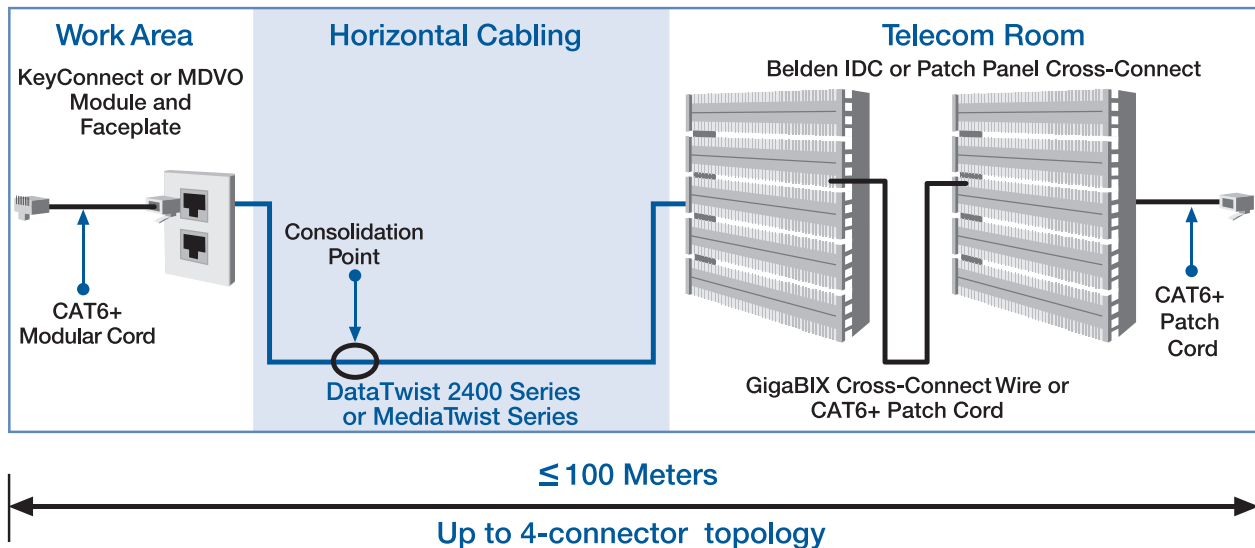 Work Area
KeyConnect or MDVO
Module and
Faceplate
CAT6+
Modular Cord
Horizontal Cabling
Consolidation
Point
DataTwist 2400 Series
or MediaTwist Series
Telecom Room
Belden IDC or Patch Panel Cross-Connect
GigaBIX Cross-Connect Wire or
CAT6+ Patch Cord
CAT6+
Patch
Cord
≤ 100 Meters
Up to 4-connector topology